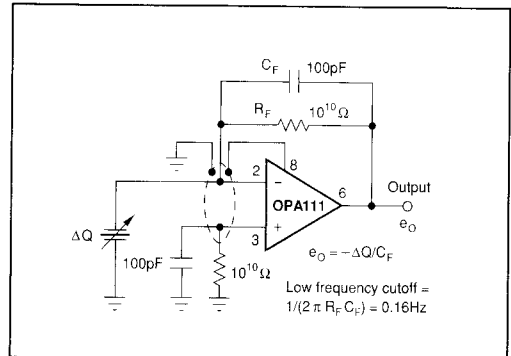 C_F 100pF
R_F 10^10Ω
8
2
−
6
Output
OPA111
e_O
ΔQ
+
3
100pF
10^10Ω
e_O = −ΔQ/C_F
Low frequency cutoff =
1/(2 π R_F C_F) = 0.16Hz